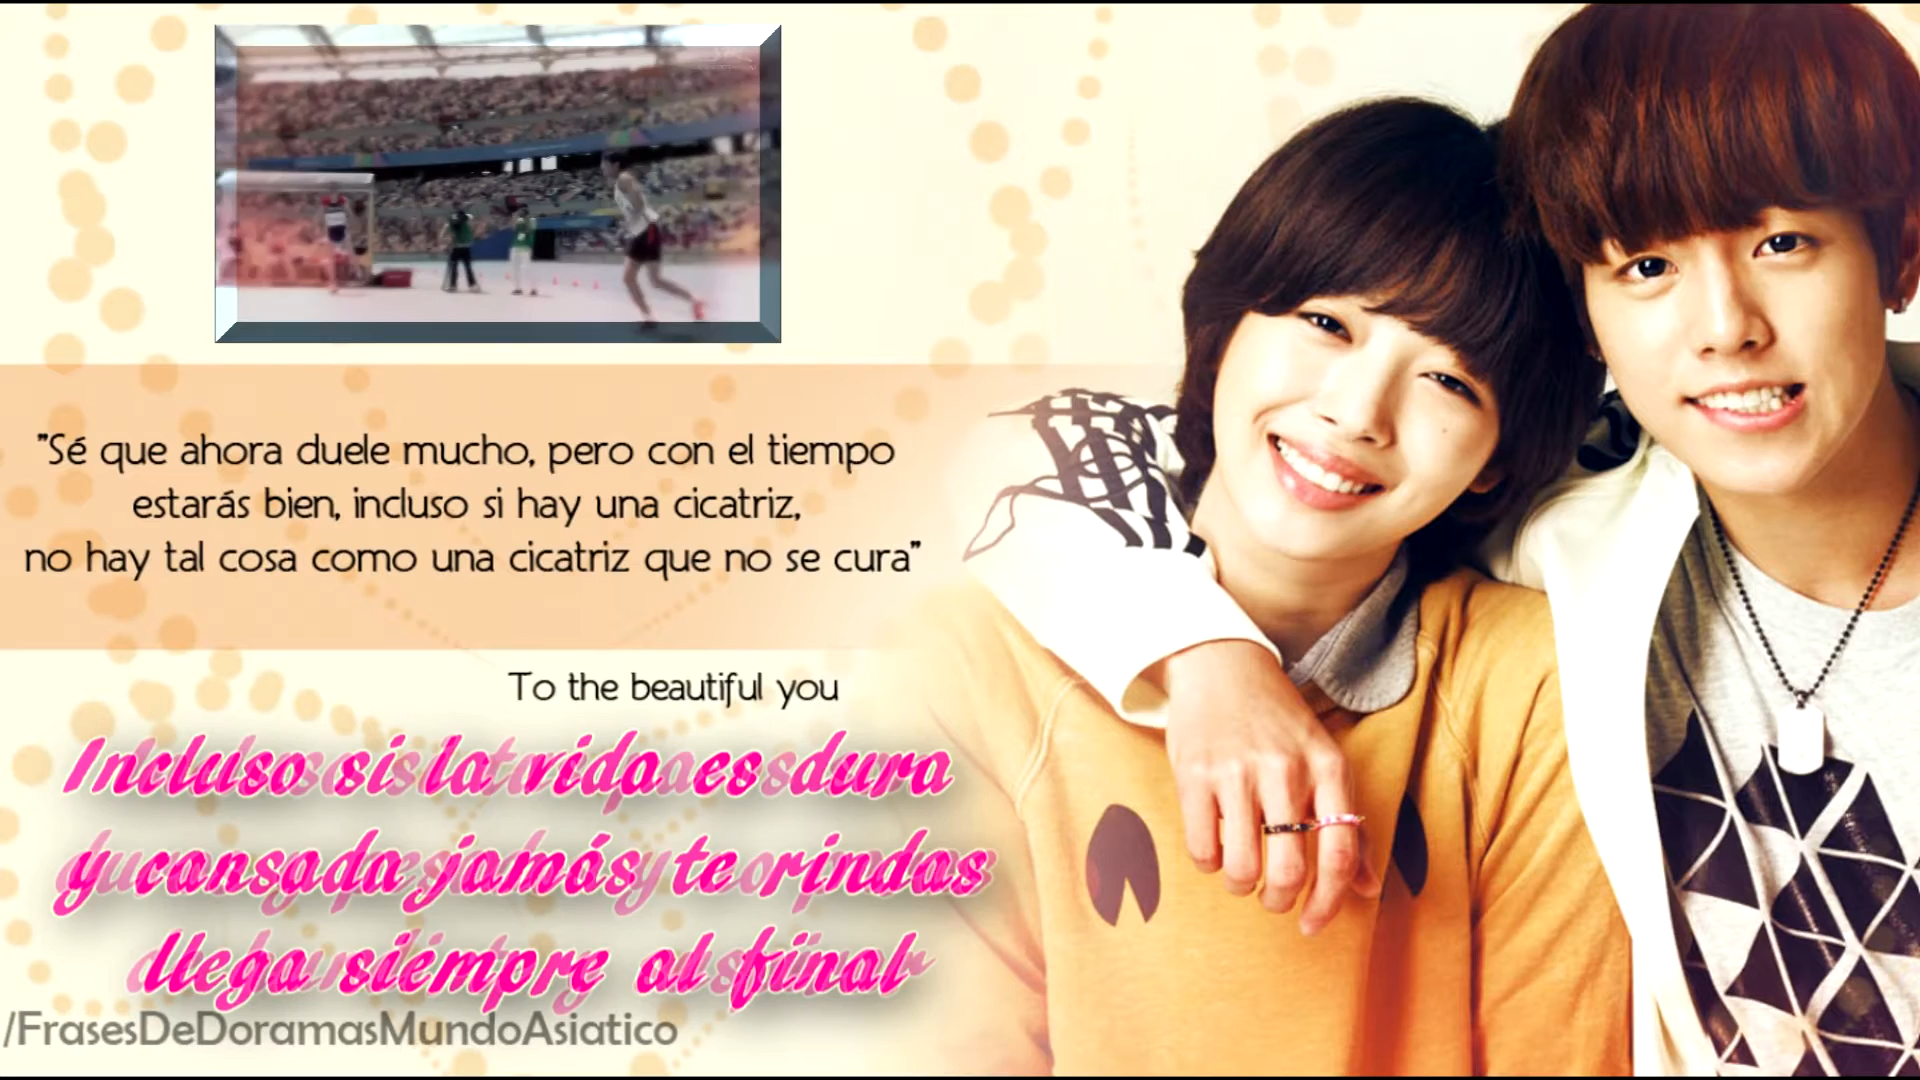 "Sé que ahora duele mucho, pero con el tiempo
estarás bien, incluso si hay una cicatriz,
no hay tal cosa como una cicatriz que no se cura"
To the beautiful you
Incluso si la vida es dura
y cansada jamás te rindas
llega siempre al final
/FrasesDeDoramasMundoAsiatico